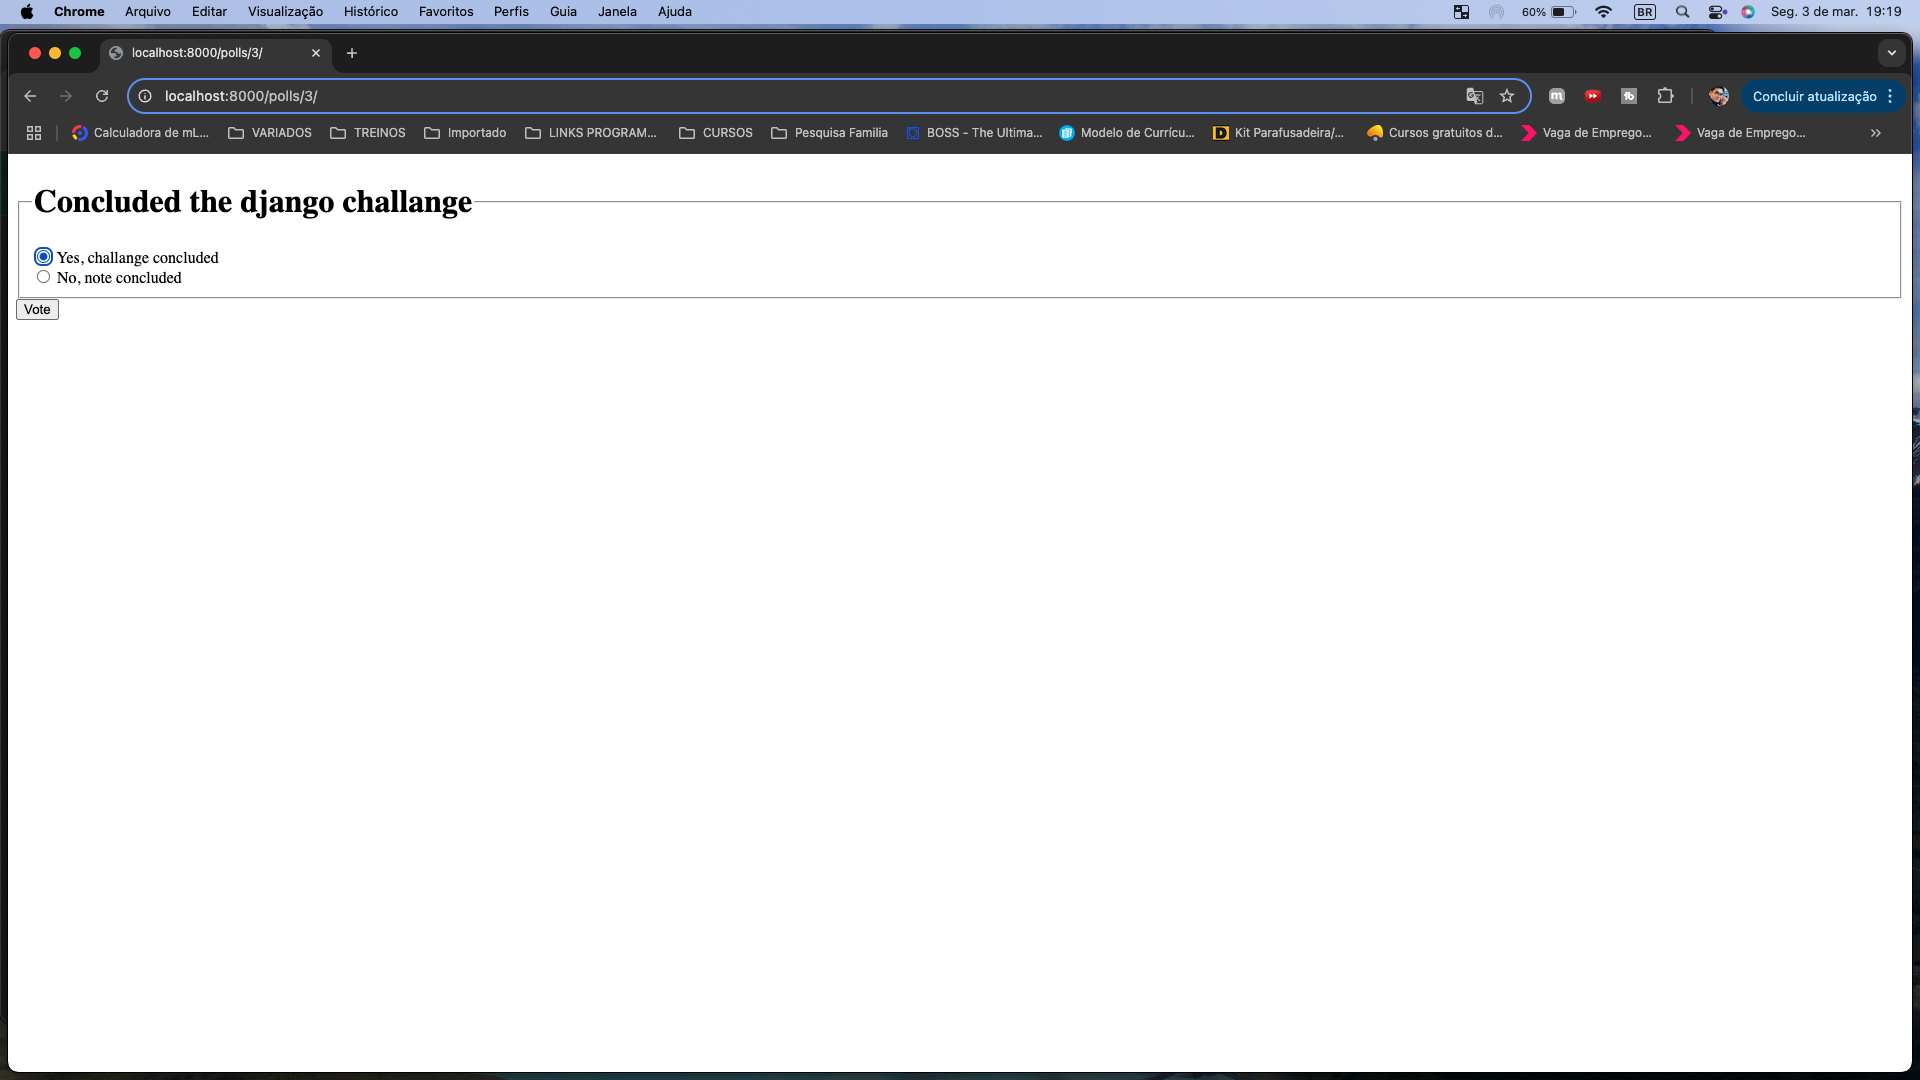 Chrome Arquivo Editar Visualização Histórico Favoritos Perfis Guia Janela Ajuda 60% BR Seg. 3 de mar. 19:19
localhost:8000/polls/3/
localhost:8000/polls/3/ m tb Concluir atualização
Calculadora de mL... VARIADOS TREINOS Importado LINKS PROGRAM... CURSOS Pesquisa Familia BOSS - The Ultima... Modelo de Currícu... D Kit Parafusadeira/... Cursos gratuitos d... Vaga de Emprego... Vaga de Emprego...
Concluded the django challange
Yes, challange concluded
No, note concluded
Vote